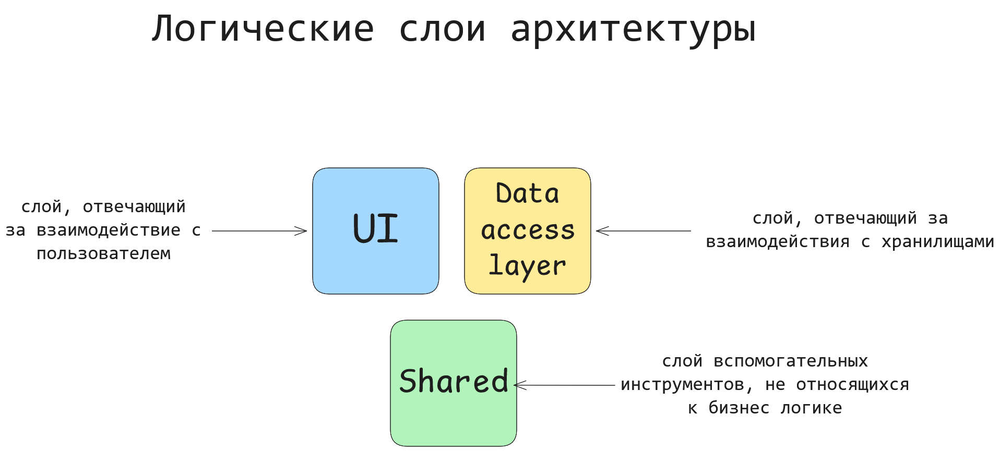 Логические слои архитектуры
слой, отвечающий
за взаимодействие с
пользователем
UI
Data
access
layer
слой, отвечающий за
взаимодействия с хранилищами
Shared
слой вспомогательных
инструментов, не относящихся
к бизнес логике